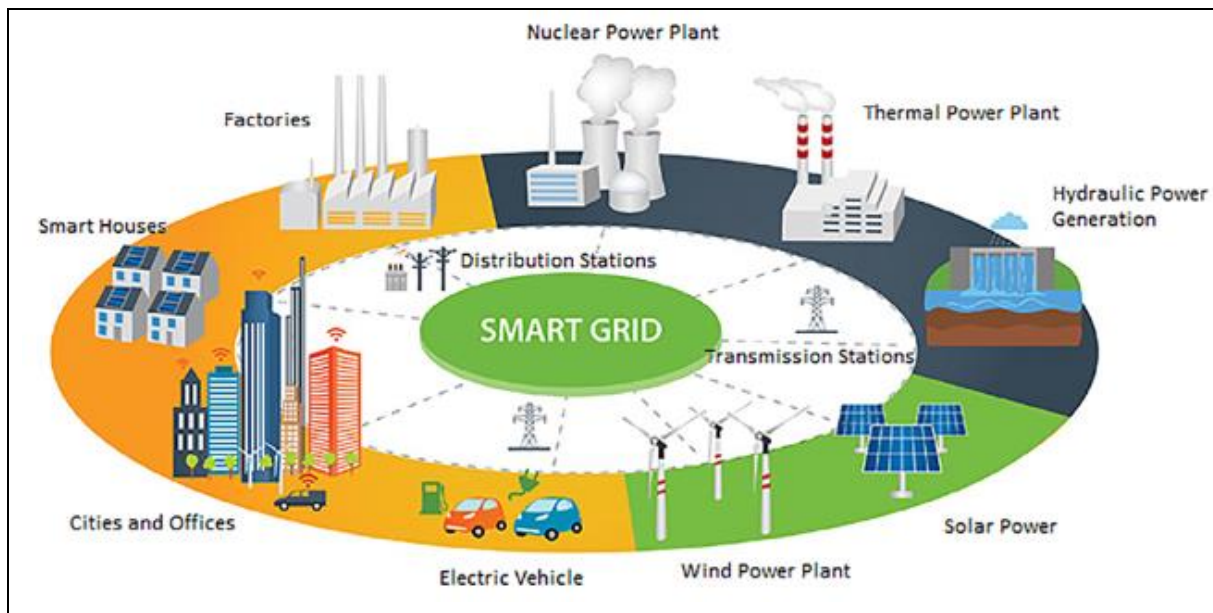 Nuclear Power Plant
Factories
Thermal Power Plant
Hydraulic Power
Generation
Smart Houses
Distribution Stations
SMART GRID
Transmission Stations
Cities and Offices
Solar Power
Wind Power Plant
Electric Vehicle